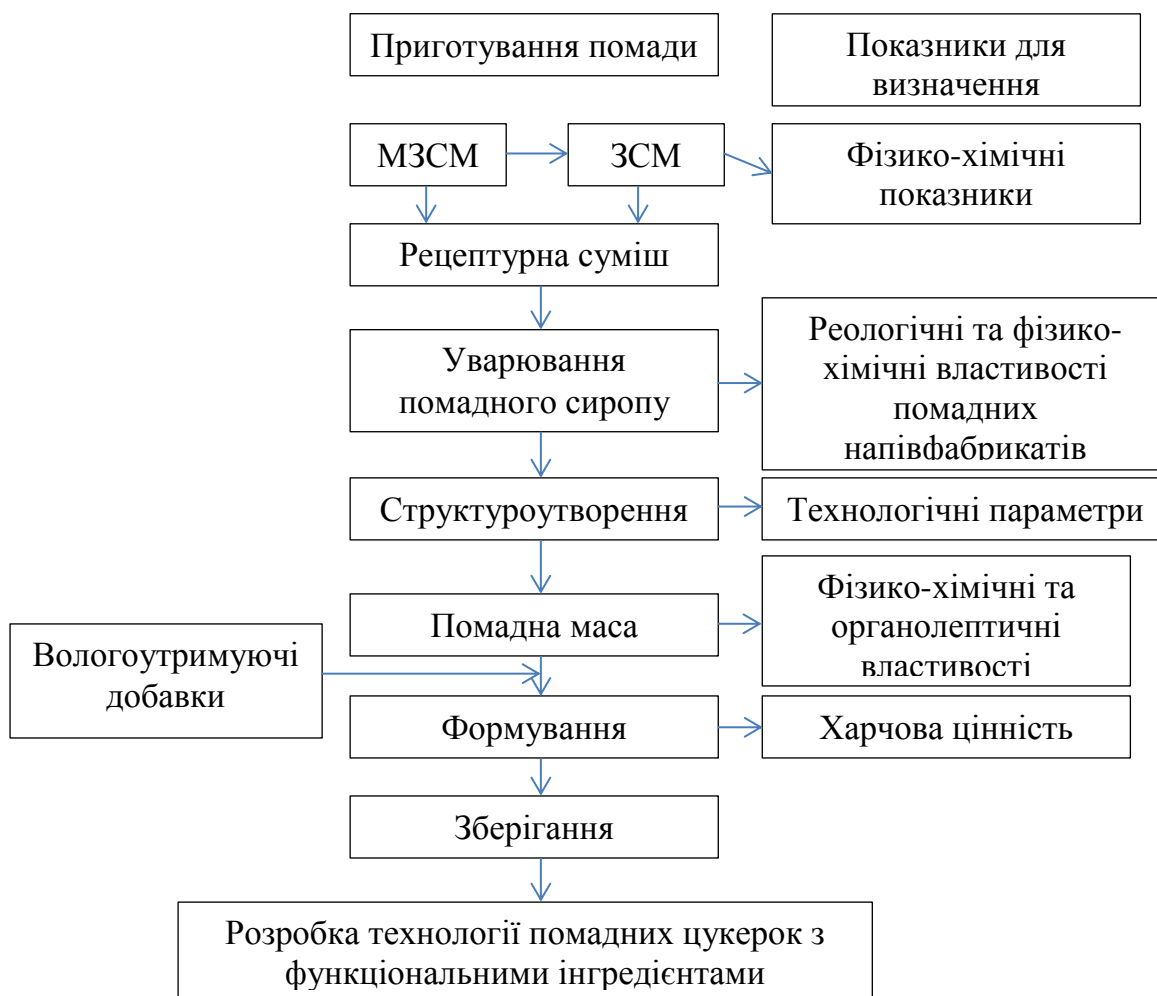 Приготування помади
Показники для
визначення
МЗСМ
ЗСМ
Фізико-хімічні
показники
Рецептурна суміш
Уварювання
помадного сиропу
Реологічні та фізико-
хімічні властивості
помадних
напівфабрикатів
Структуроутворення
Технологічні параметри
Помадна маса
Фізико-хімічні та
органолептичні
властивості
Вологоутримуючі
добавки
Формування
Харчова цінність
Зберігання
Розробка технології помадних цукерок з
функціональними інгредієнтами